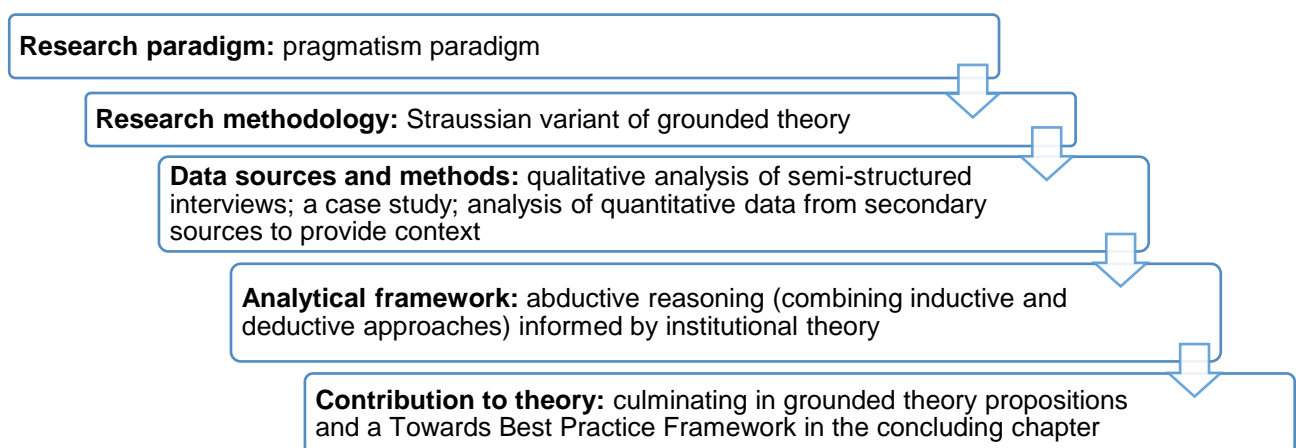 Research paradigm: pragmatism paradigm
Research methodology: Straussian variant of grounded theory
Data sources and methods: qualitative analysis of semi-structured
interviews; a case study; analysis of quantitative data from secondary
sources to provide context
Analytical framework: abductive reasoning (combining inductive and
deductive approaches) informed by institutional theory
Contribution to theory: culminating in grounded theory propositions
and a Towards Best Practice Framework in the concluding chapter